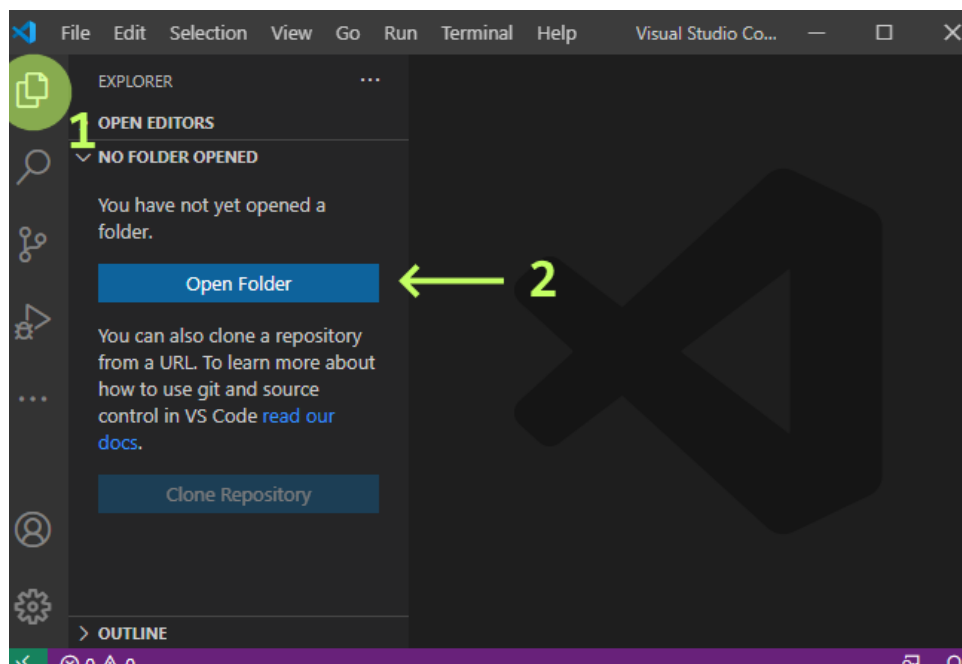 File Edit Selection View Go Run Terminal Help Visual Studio Co...
EXPLORER
1
OPEN EDITORS
NO FOLDER OPENED
You have not yet opened a
folder.
Open Folder
2
You can also clone a repository
from a URL. To learn more about
how to use git and source
control in VS Code read our
docs.
Clone Repository
OUTLINE
0 0